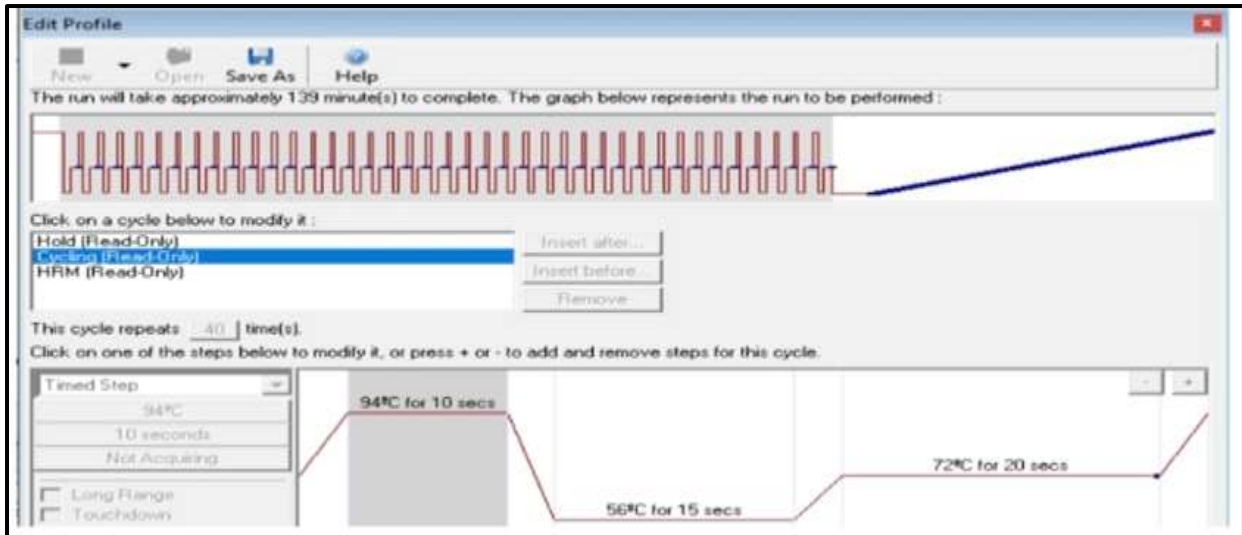 Edit Profile
New Open Save As Help
The run will take approximately 139 minute(s) to complete. The graph below represents the run to be performed :
Click on a cycle below to modify it :
Hold (Read-Only)
Cycling (Read-Only)
HRM (Read-Only)
Insert after...
Insert before...
Remove
This cycle repeats 40 time(s).
Click on one of the steps below to modify it, or press + or - to add and remove steps for this cycle.
Timed Step
94ºC
10 seconds
Not Acquiring
Long Range
Touchdown
94ºC for 10 secs
56ºC for 15 secs
72ºC for 20 secs
- +